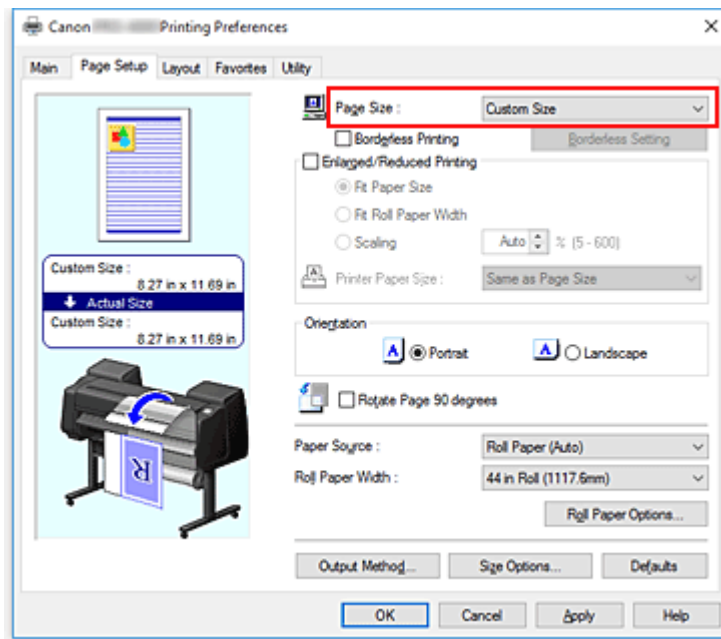 Canon Printing Preferences
Main Page Setup Layout Favorites Utility
Page Size : Custom Size
Borderless Printing Borderless Setting
Enlarged/Reduced Printing
Fit Paper Size
Fit Roll Paper Width
Scaling Auto % (5 - 600)
Printer Paper Size : Same as Page Size
Custom Size :
8.27 in x 11.69 in
Actual Size
Custom Size :
8.27 in x 11.69 in
Orientation
A Portrait A Landscape
Rotate Page 90 degrees
R
Paper Source : Roll Paper (Auto)
Roll Paper Width : 44 in Roll (1117.6mm)
Roll Paper Options...
Output Method... Size Options... Defaults
OK Cancel Apply Help